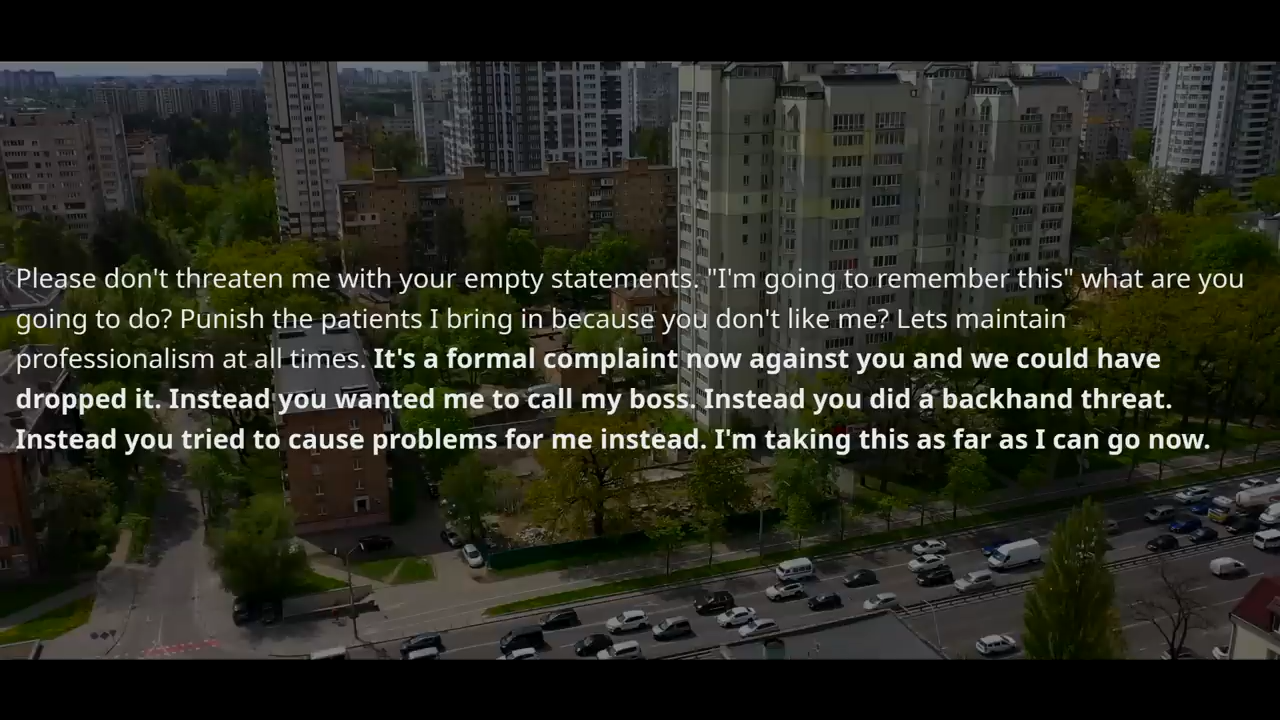 Please don't threaten me with your empty statements. "I'm going to remember this" what are you
going to do? Punish the patients I bring in because you don't like me? Lets maintain
professionalism at all times. It's a formal complaint now against you and we could have
dropped it. Instead you wanted me to call my boss. Instead you did a backhand threat.
Instead you tried to cause problems for me instead. I'm taking this as far as I can go now.